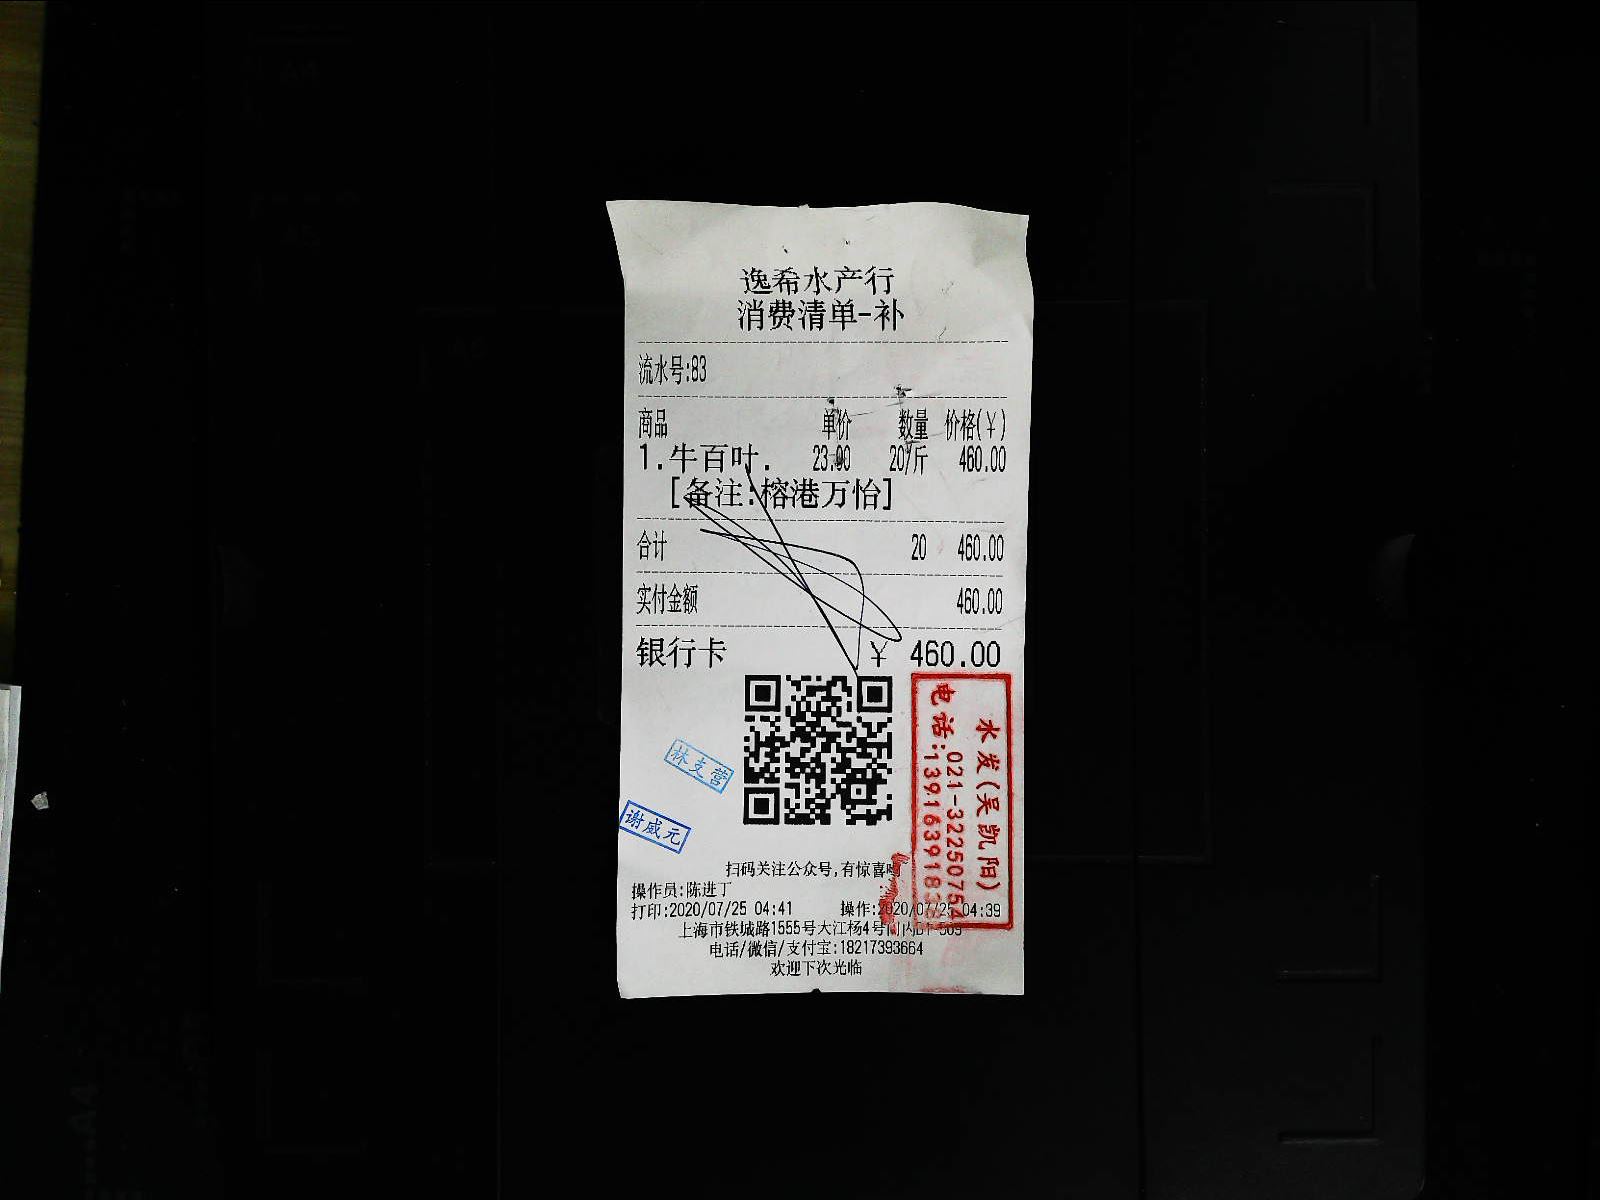 逸希水产行
消费清单-补
流水号:83
商品 单价 数量 价格(¥)
1.牛百叶. 23.00 20/斤 460.00
[备注:榕港万怡]
合计 20 460.00
实付金额 460.00
银行卡 ¥ 460.00
水发(吴凯阳)
电话: 021-32250754
13916391838
林支营
谢威元
扫码关注公众号,有惊喜哟
操作员:陈进丁
打印:2020/07/25 04:41 操作:2020/07/25 04:39
上海市铁城路1555号大江杨4号门内D1-509
电话/微信/支付宝:18217393664
欢迎下次光临